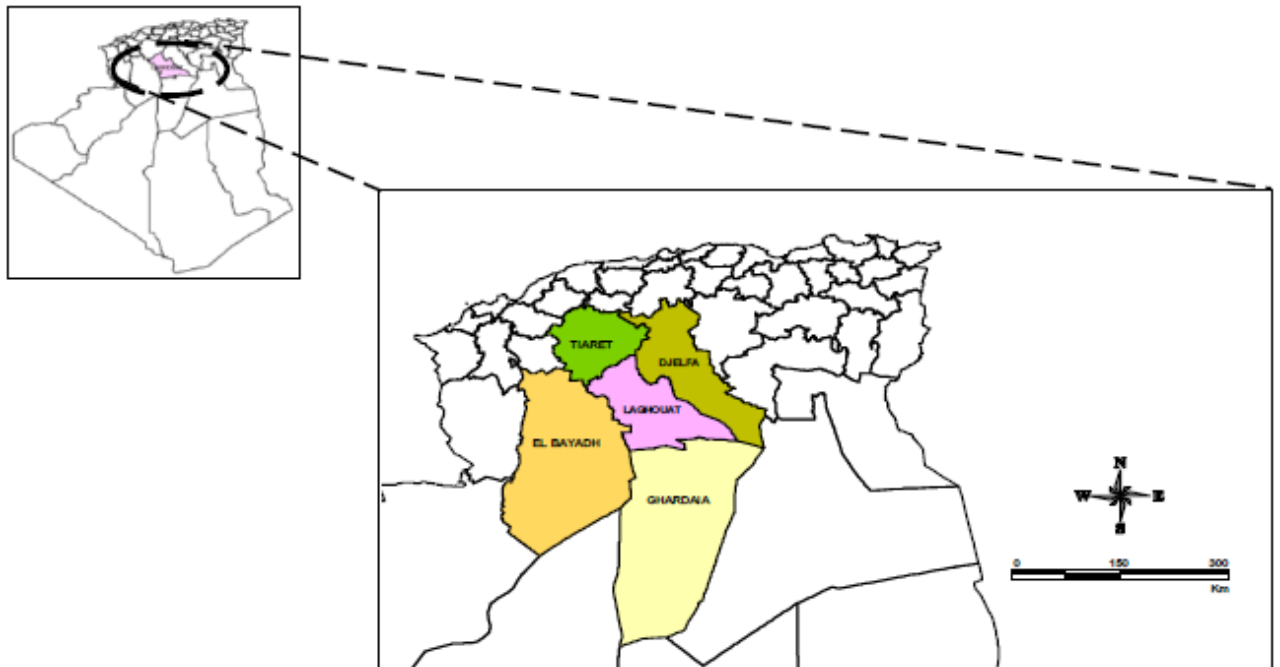 TIARET
DJELFA
LAGHOUAT
EL BAYADH
GHARDAIA
N
W E
S
0 150 300
Km